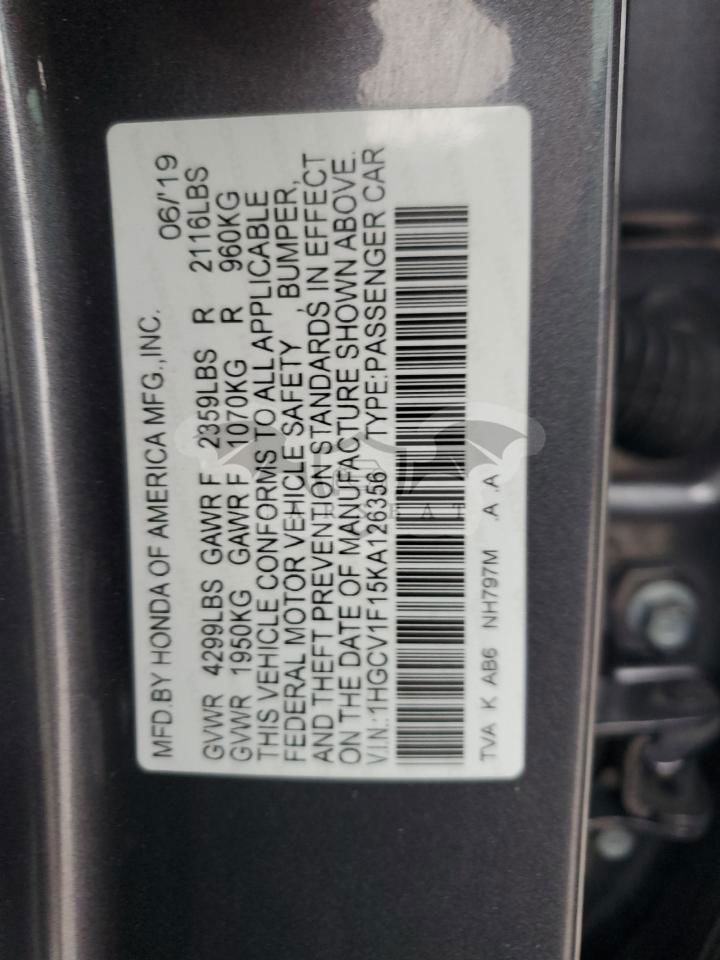 MFD.BY HONDA OF AMERICA MFG.,INC. 06/'19
GVWR 4299LBS GAWR F 2359LBS R 2116LBS
GVWR 1950KG GAWR F 1070KG R 960KG
THIS VEHICLE CONFORMS TO ALL APPLICABLE
FEDERAL MOTOR VEHICLE SAFETY, BUMPER,
AND THEFT PREVENTION STANDARDS IN EFFECT
ON THE DATE OF MANUFACTURE SHOWN ABOVE.
V.I.N.:1HGCV1F15KA126356 TYPE:PASSENGER CAR
TVA K AB6 NH797M .A .A